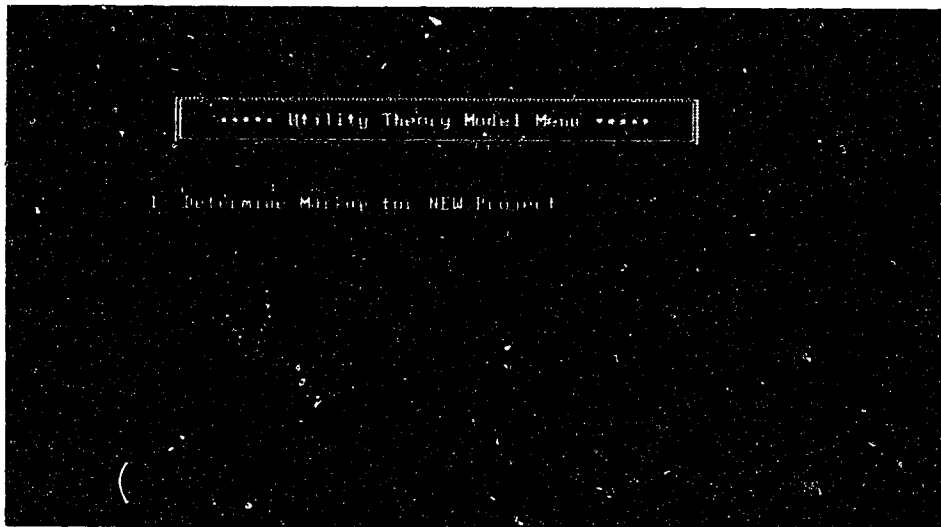 ***** Utility Theory Model Menu *****
1. Determine Markup for NEW Project